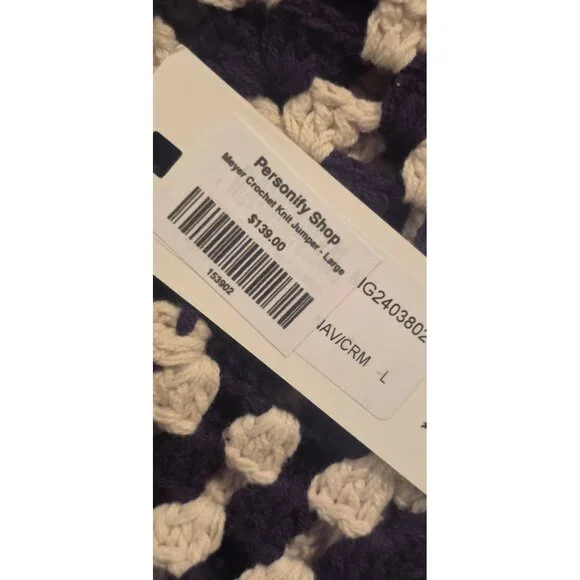 Personify Shop
Meyer Crochet Knit Jumper - Large
$139.00
153902
IG2403802
NAV/CRM -L